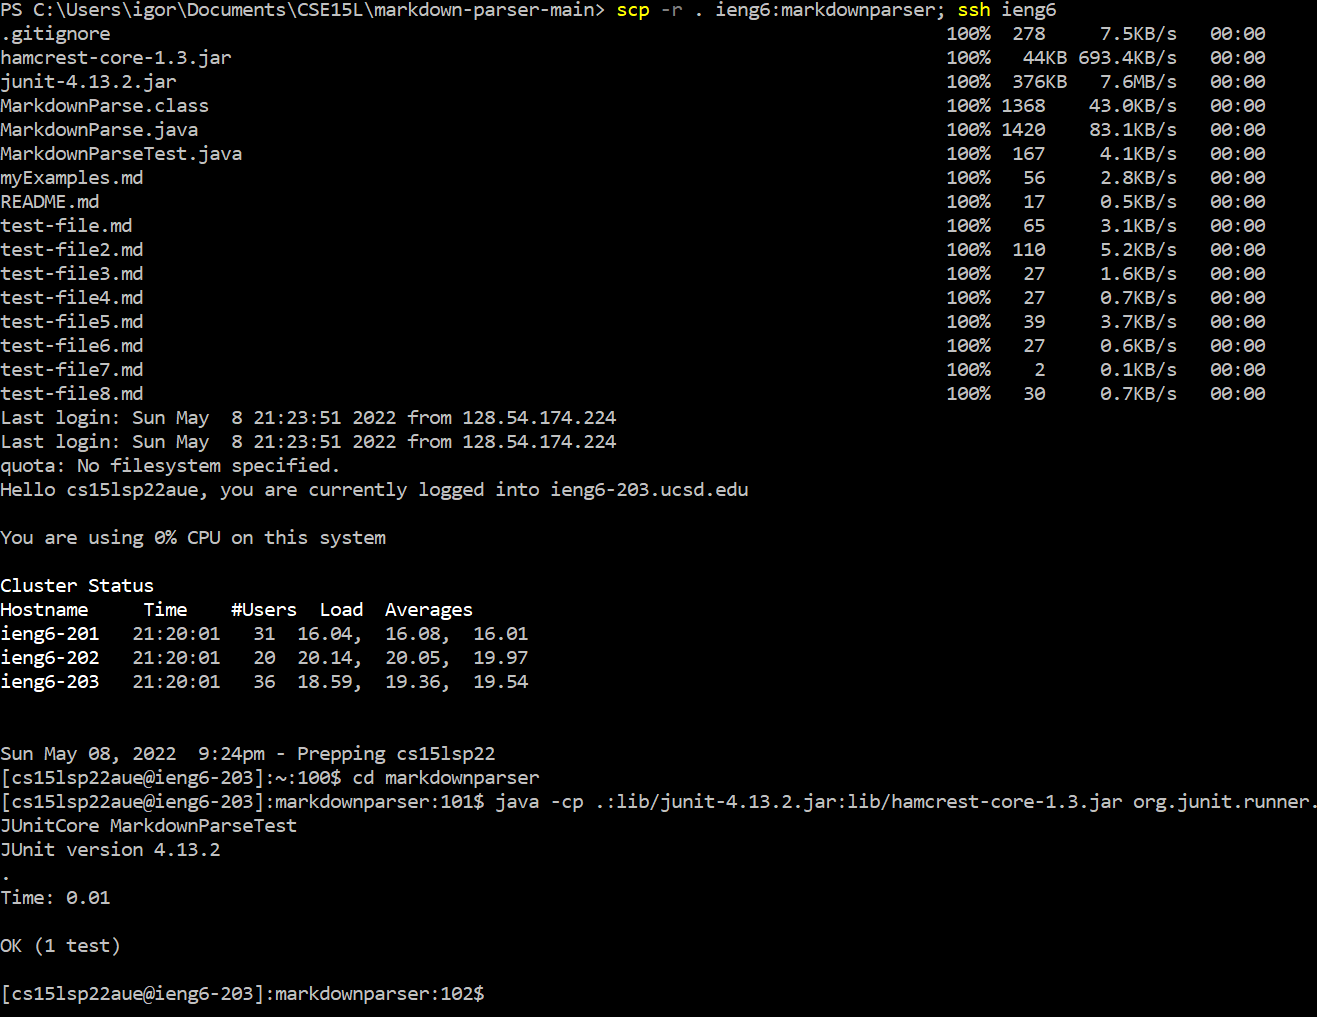 PS C:\Users\igor\Documents\CSE15L\markdown-parser-main> scp -r . ieng6:markdownparser; ssh ieng6
.gitignore 100% 278 7.5KB/s 00:00
hamcrest-core-1.3.jar 100% 44KB 693.4KB/s 00:00
junit-4.13.2.jar 100% 376KB 7.6MB/s 00:00
MarkdownParse.class 100% 1368 43.0KB/s 00:00
MarkdownParse.java 100% 1420 83.1KB/s 00:00
MarkdownParseTest.java 100% 167 4.1KB/s 00:00
myExamples.md 100% 56 2.8KB/s 00:00
README.md 100% 17 0.5KB/s 00:00
test-file.md 100% 65 3.1KB/s 00:00
test-file2.md 100% 110 5.2KB/s 00:00
test-file3.md 100% 27 1.6KB/s 00:00
test-file4.md 100% 27 0.7KB/s 00:00
test-file5.md 100% 39 3.7KB/s 00:00
test-file6.md 100% 27 0.6KB/s 00:00
test-file7.md 100% 2 0.1KB/s 00:00
test-file8.md 100% 30 0.7KB/s 00:00
Last login: Sun May  8 21:23:51 2022 from 128.54.174.224
Last login: Sun May  8 21:23:51 2022 from 128.54.174.224
quota: No filesystem specified.
Hello cs15lsp22aue, you are currently logged into ieng6-203.ucsd.edu
You are using 0% CPU on this system
Cluster Status
Hostname Time #Users Load Averages
ieng6-201 21:20:01 31 16.04, 16.08, 16.01
ieng6-202 21:20:01 20 20.14, 20.05, 19.97
ieng6-203 21:20:01 36 18.59, 19.36, 19.54
Sun May 08, 2022  9:24pm - Prepping cs15lsp22
[cs15lsp22aue@ieng6-203]:~:100$ cd markdownparser
[cs15lsp22aue@ieng6-203]:markdownparser:101$ java -cp .:lib/junit-4.13.2.jar:lib/hamcrest-core-1.3.jar org.junit.runner.
JUnitCore MarkdownParseTest
JUnit version 4.13.2
.
Time: 0.01
OK (1 test)
[cs15lsp22aue@ieng6-203]:markdownparser:102$